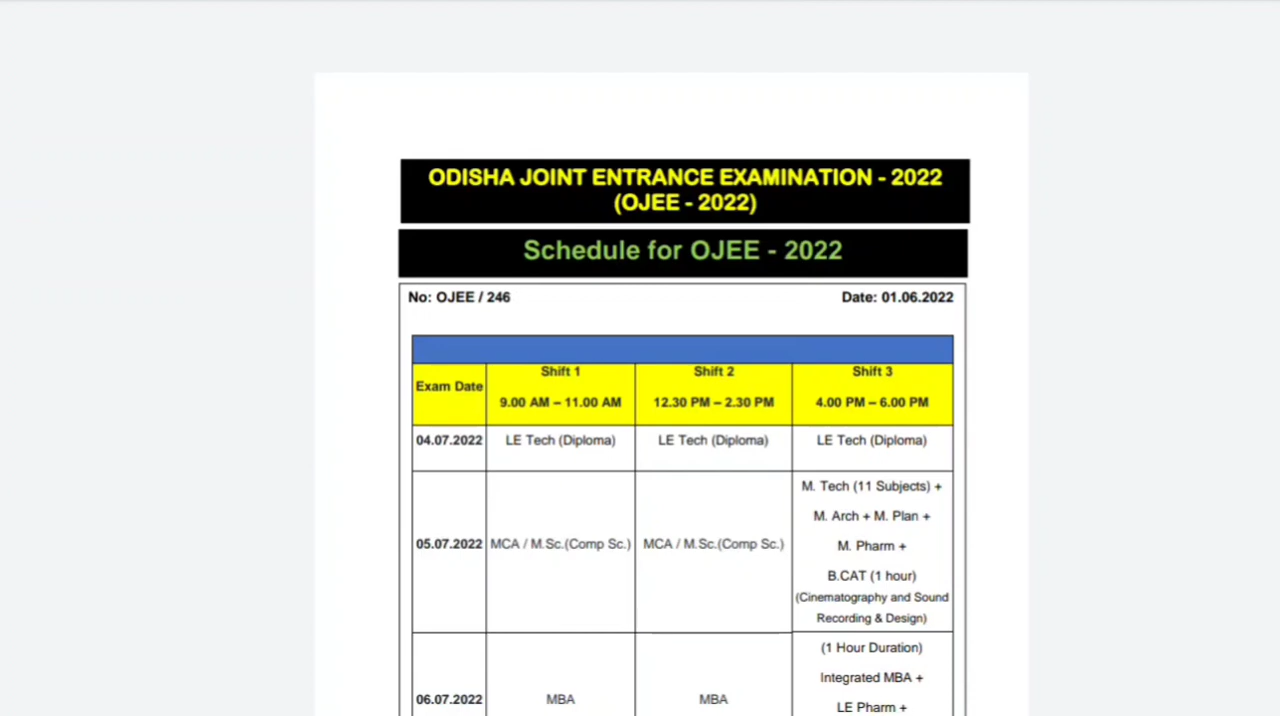 ODISHA JOINT ENTRANCE EXAMINATION - 2022
(OJEE - 2022)
Schedule for OJEE - 2022
No: OJEE / 246 Date: 01.06.2022
Exam Date
Shift 1
9.00 AM – 11.00 AM
Shift 2
12.30 PM – 2.30 PM
Shift 3
4.00 PM – 6.00 PM
04.07.2022 LE Tech (Diploma) LE Tech (Diploma) LE Tech (Diploma)
05.07.2022 MCA / M.Sc.(Comp Sc.) MCA / M.Sc.(Comp Sc.)
M. Tech (11 Subjects) +
M. Arch + M. Plan +
M. Pharm +
B.CAT (1 hour)
(Cinematography and Sound
Recording & Design)
06.07.2022 MBA MBA
(1 Hour Duration)
Integrated MBA +
LE Pharm +